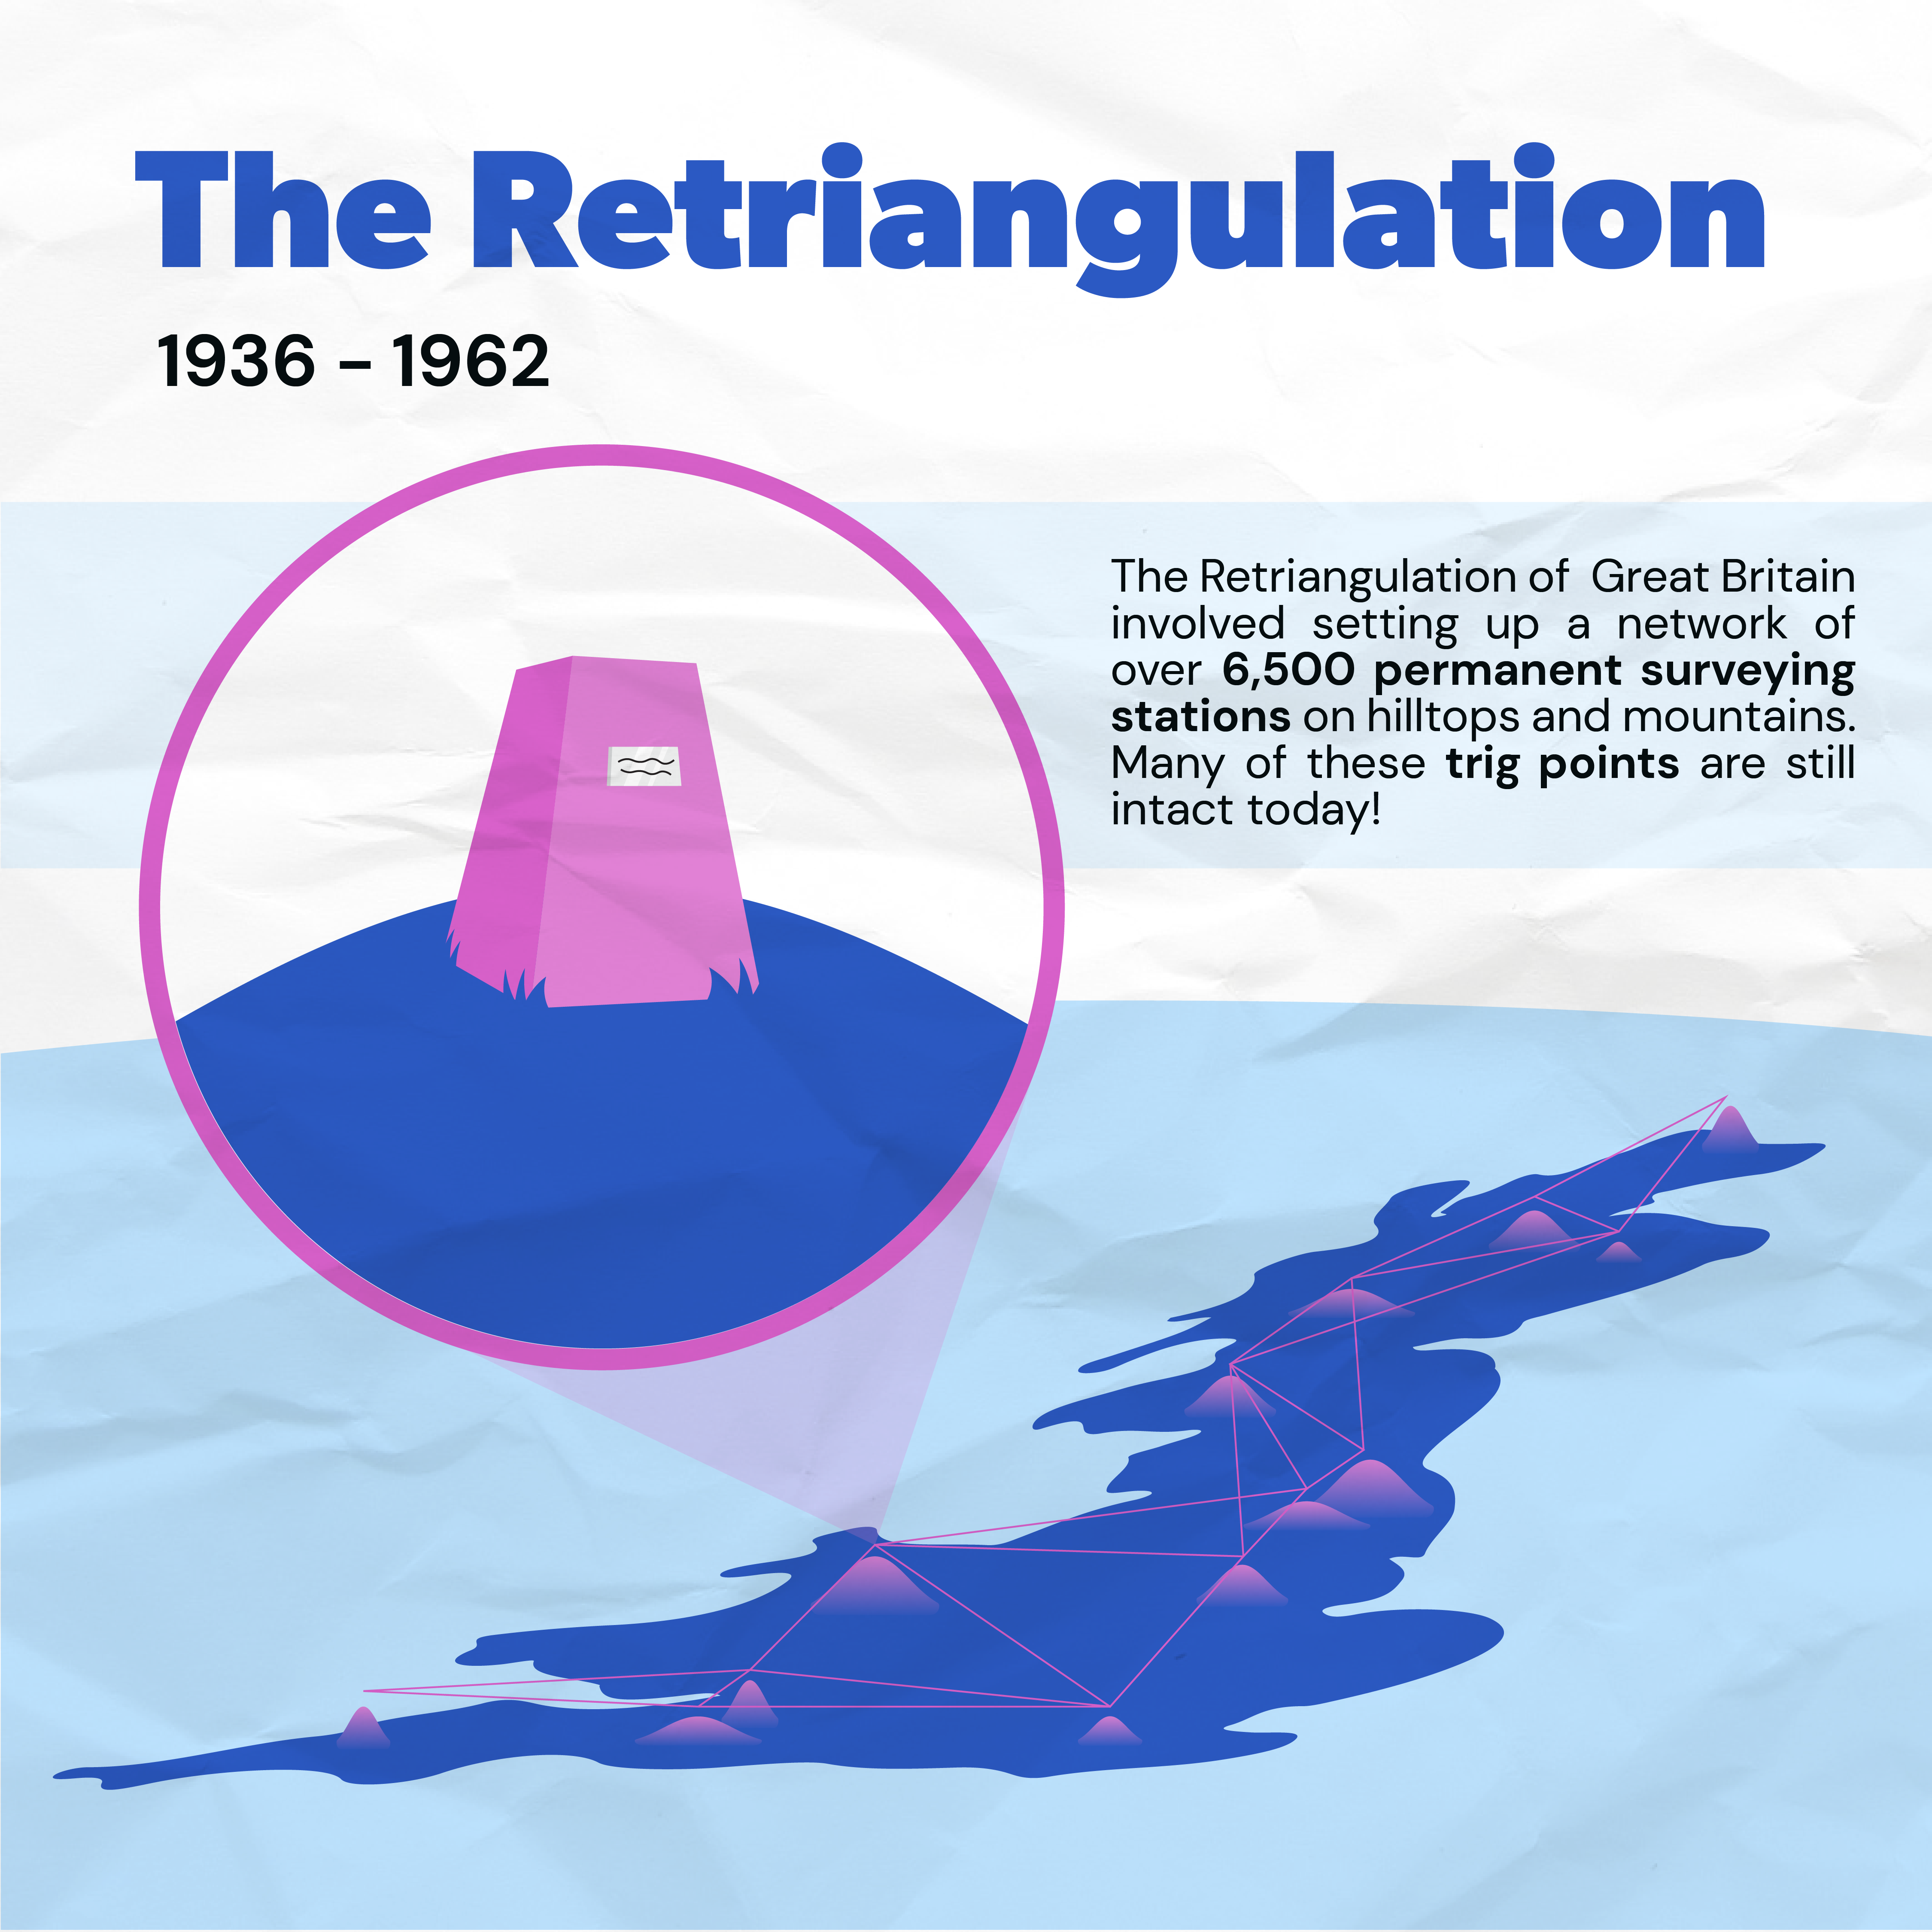 The Retriangulation
1936 – 1962
The Retriangulation of Great Britain
involved setting up a network of
over 6,500 permanent surveying
stations on hilltops and mountains.
Many of these trig points are still
intact today!